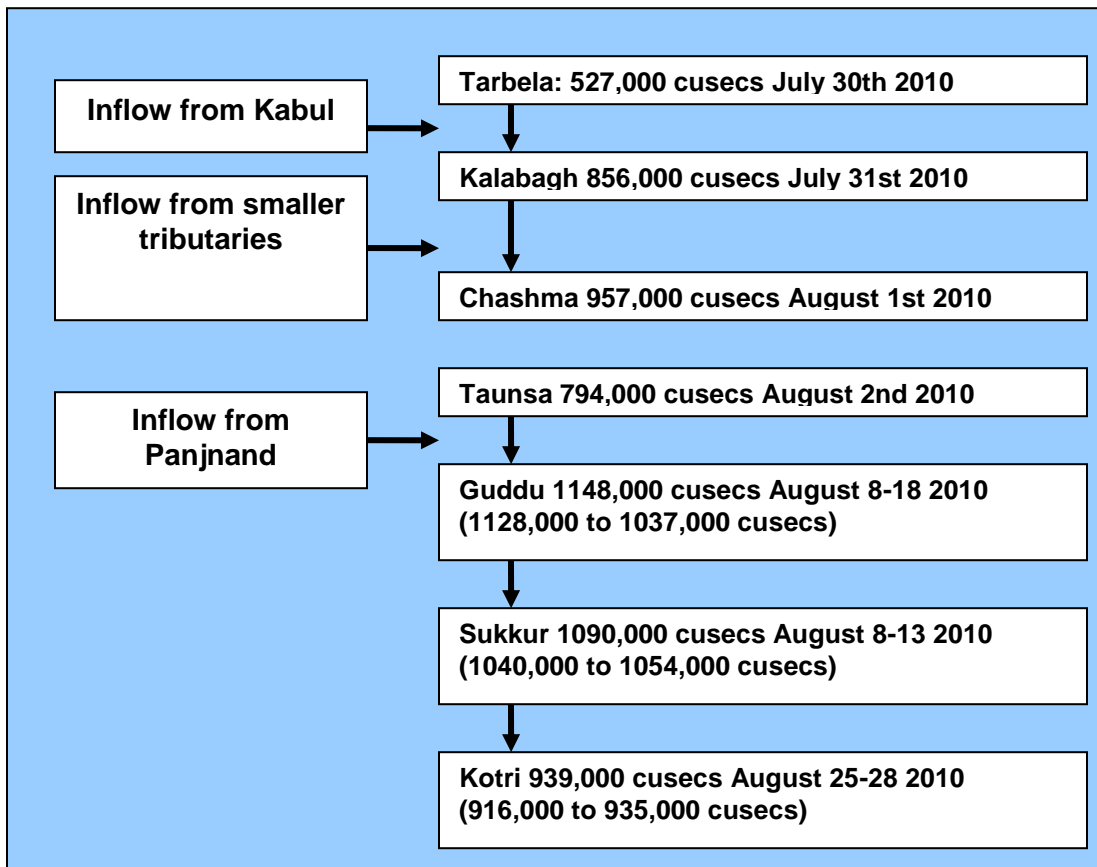 Tarbela: 527,000 cusecs July 30th 2010
Inflow from Kabul
Kalabagh 856,000 cusecs July 31st 2010
Inflow from smaller
tributaries
Chashma 957,000 cusecs August 1st 2010
Taunsa 794,000 cusecs August 2nd 2010
Inflow from
Panjnand
Guddu 1148,000 cusecs August 8-18 2010
(1128,000 to 1037,000 cusecs)
Sukkur 1090,000 cusecs August 8-13 2010
(1040,000 to 1054,000 cusecs)
Kotri 939,000 cusecs August 25-28 2010
(916,000 to 935,000 cusecs)